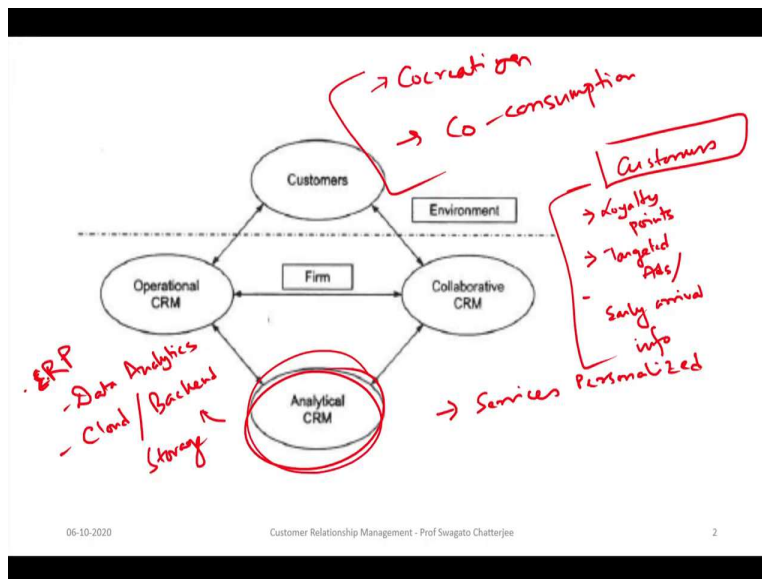 → Cocreation
→ Co-consumption
Customers
Customers
Environment
→ Loyalty
points
→ Targeted
Ads/
- Early arrival
info
Operational
CRM
Firm
Collaborative
CRM
. ERP
- Data Analytics
- Cloud / Backend
Storage
Analytical
CRM
→ Services Personalized
06-10-2020
Customer Relationship Management - Prof Swagato Chatterjee
2